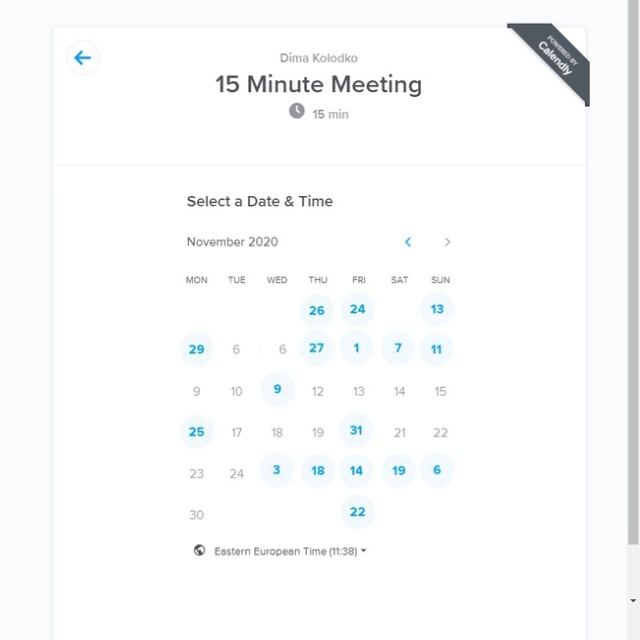 Dima Kolodko
15 Minute Meeting
15 min
POWERED BY
Calendly
Select a Date & Time
November 2020
MON TUE WED THU FRI SAT SUN
26 24 13
29 6 6 27 1 7 11
9 10 9 12 13 14 15
25 17 18 19 31 21 22
23 24 3 18 14 19 6
30 22
Eastern European Time (11:38)